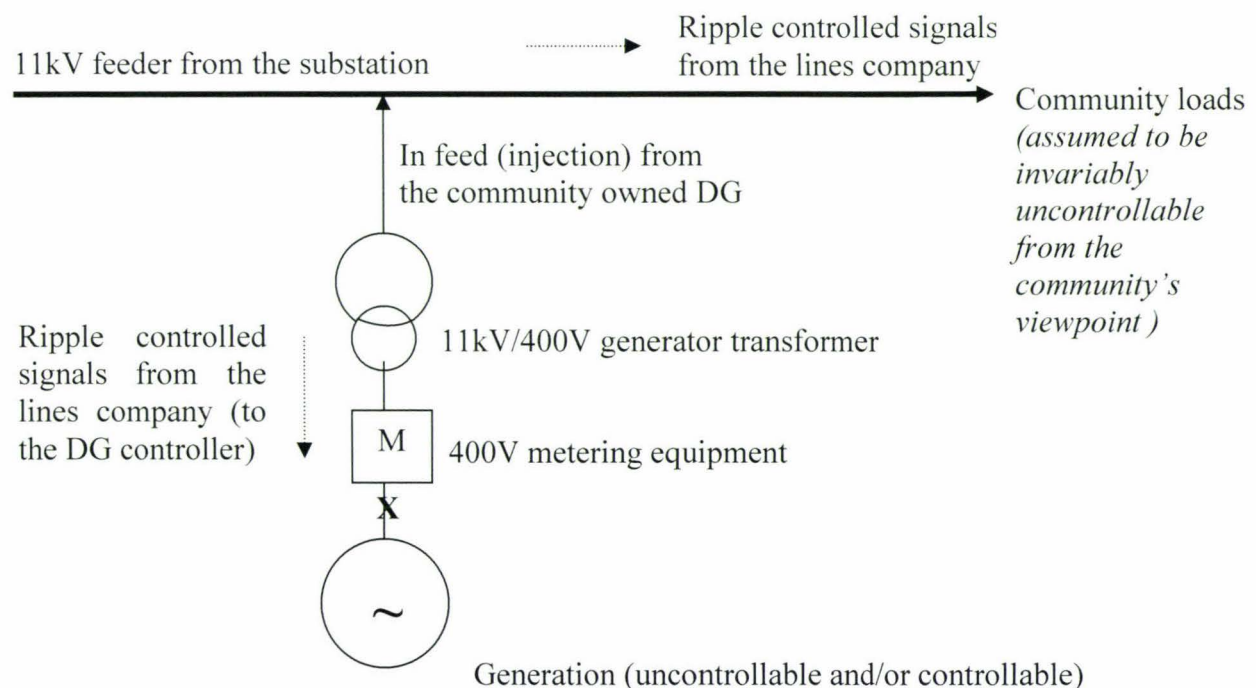 Ripple controlled signals
from the lines company
11kV feeder from the substation
Community loads
(assumed to be
invariably
uncontrollable
from the
community's
viewpoint )
In feed (injection) from
the community owned DG
Ripple controlled
signals from the
lines company (to
the DG controller)
11kV/400V generator transformer
M
400V metering equipment
X
~
Generation (uncontrollable and/or controllable)